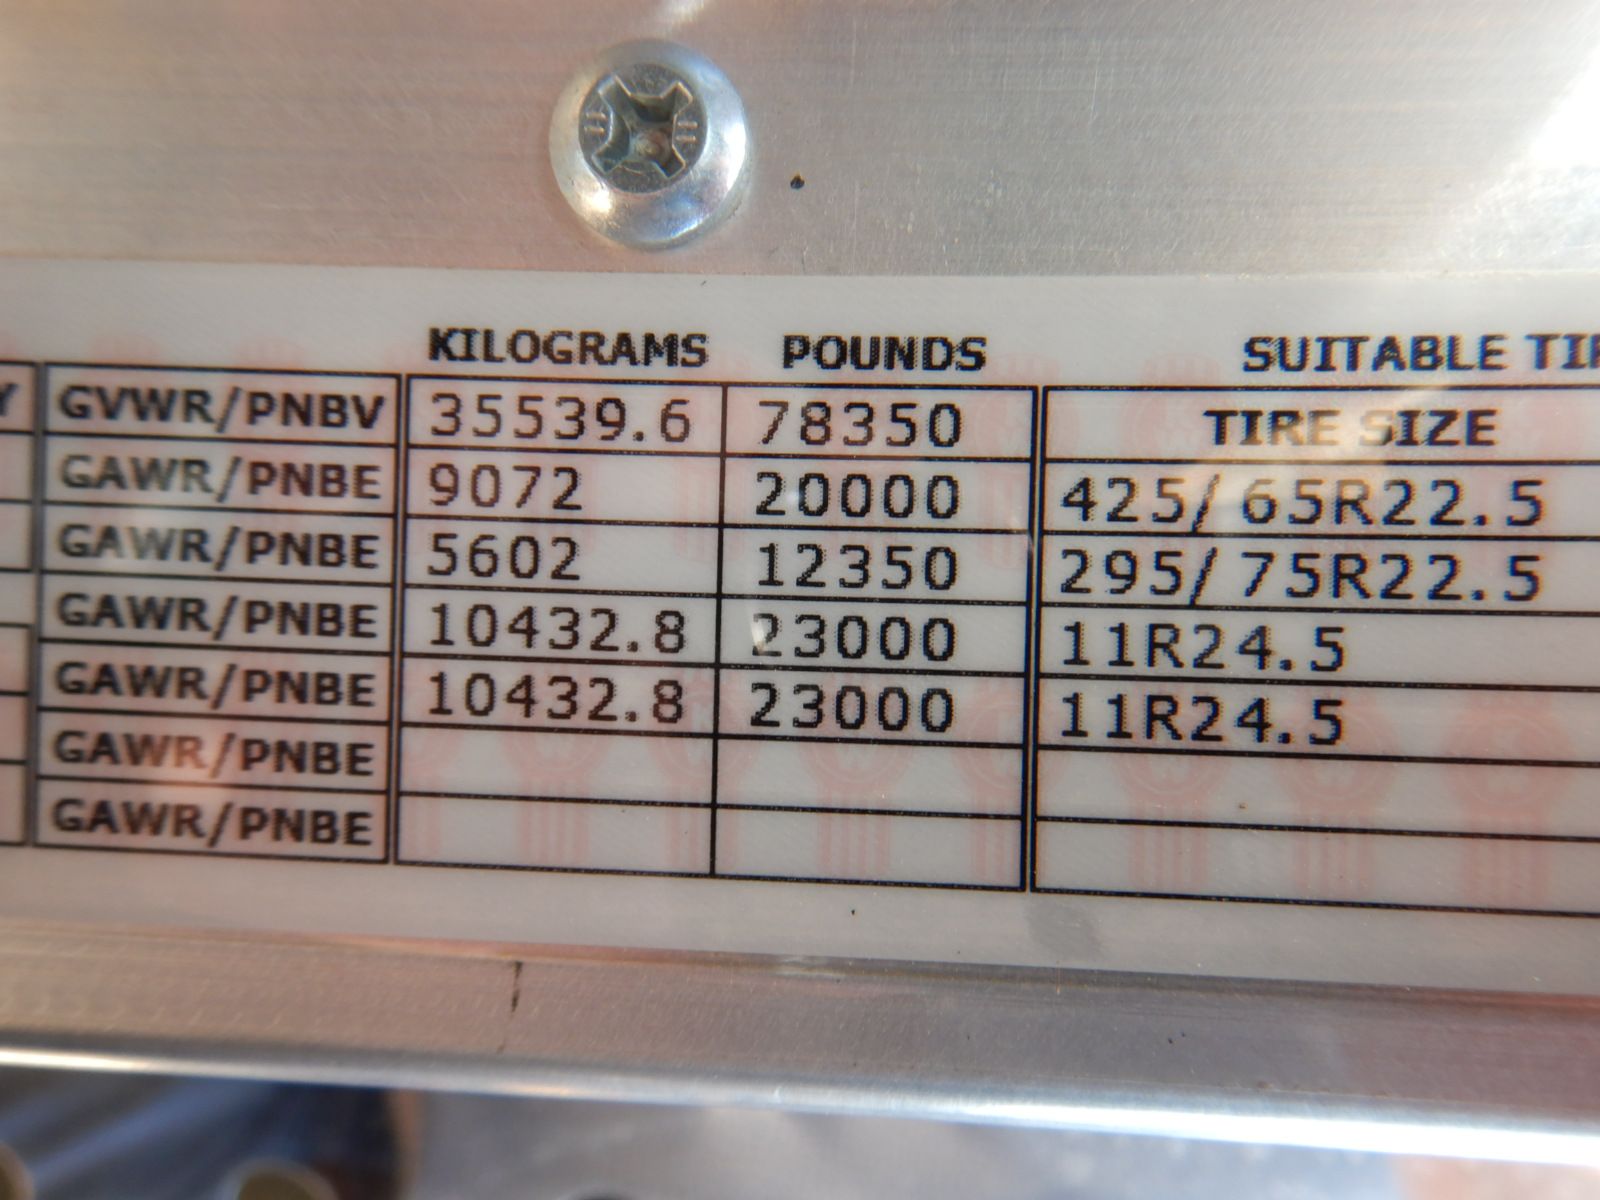 KILOGRAMS POUNDS SUITABLE
Y GVWR/PNBV 35539.6 78350 TIRE SIZE
GAWR/PNBE 9072 20000 425/ 65R22.5
GAWR/PNBE 5602 12350 295/ 75R22.5
GAWR/PNBE 10432.8 23000 11R24.5
GAWR/PNBE 10432.8 23000 11R24.5
GAWR/PNBE
GAWR/PNBE